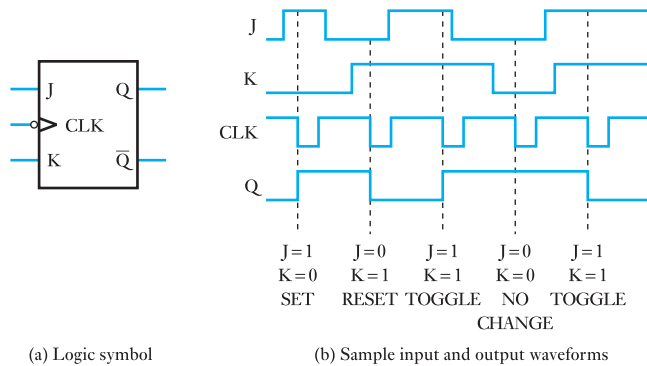 J Q
CLK
K Q̅
(a) Logic symbol
J
K
CLK
Q
J=1 J=0 J=1 J=0 J=1
K=0 K=1 K=1 K=0 K=1
SET RESET TOGGLE NO TOGGLE
CHANGE
(b) Sample input and output waveforms